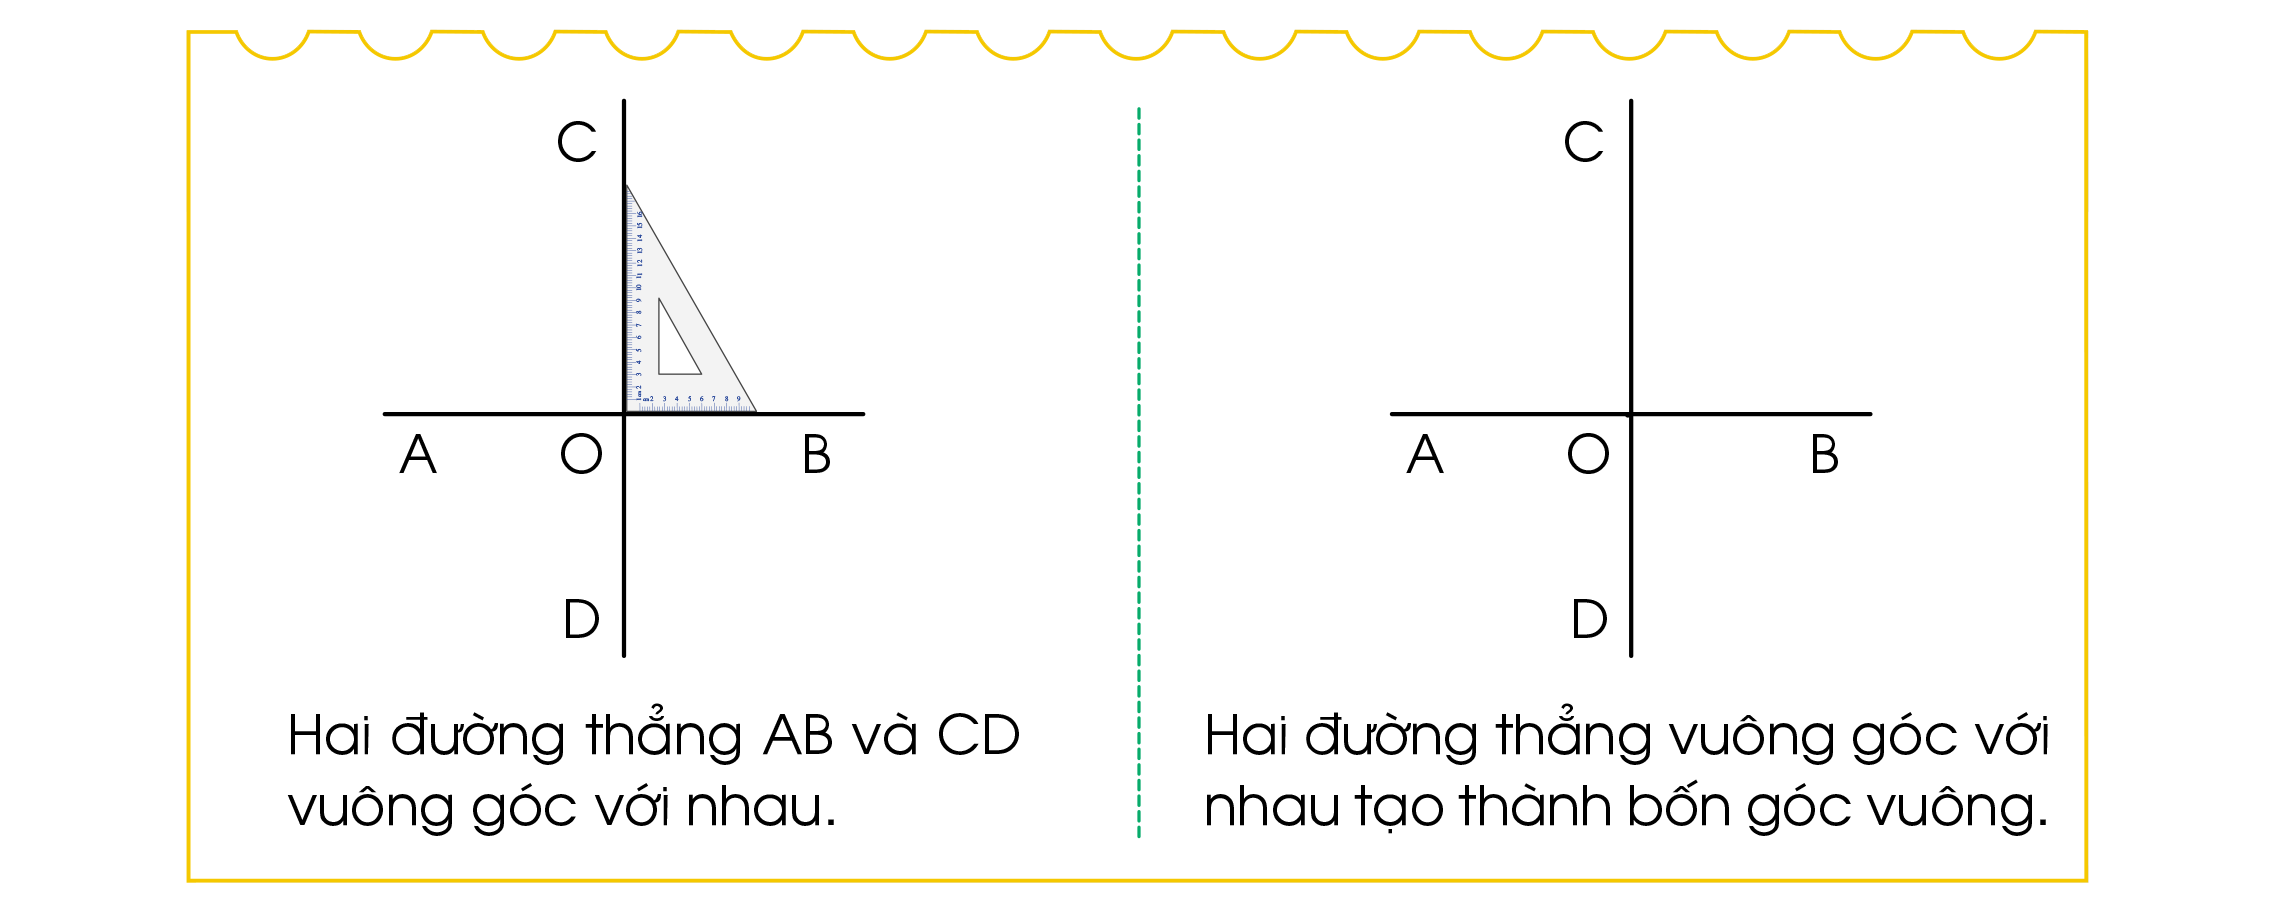 C
A O B
D
Hai đường thẳng AB và CD
vuông góc với nhau.
C
A O B
D
Hai đường thẳng vuông góc với
nhau tạo thành bốn góc vuông.